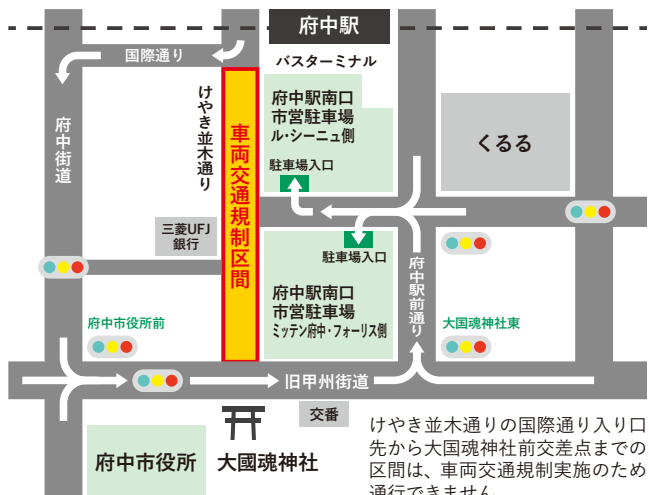 府中駅
国際通り
バスターミナル
府中街道
けやき並木通り
車両交通規制区間
府中駅南口
市営駐車場
ル・シーニュ側
駐車場入口
くるる
三菱UFJ
銀行
駐車場入口
府中駅南口
市営駐車場
ミッテン府中・フォーリス側
府中駅前通り
府中市役所前
大国魂神社東
旧甲州街道
交番
府中市役所
大國魂神社
けやき並木通りの国際通り入り口
先から大国魂神社前交差点までの
区間は、車両交通規制実施のため
通行できません